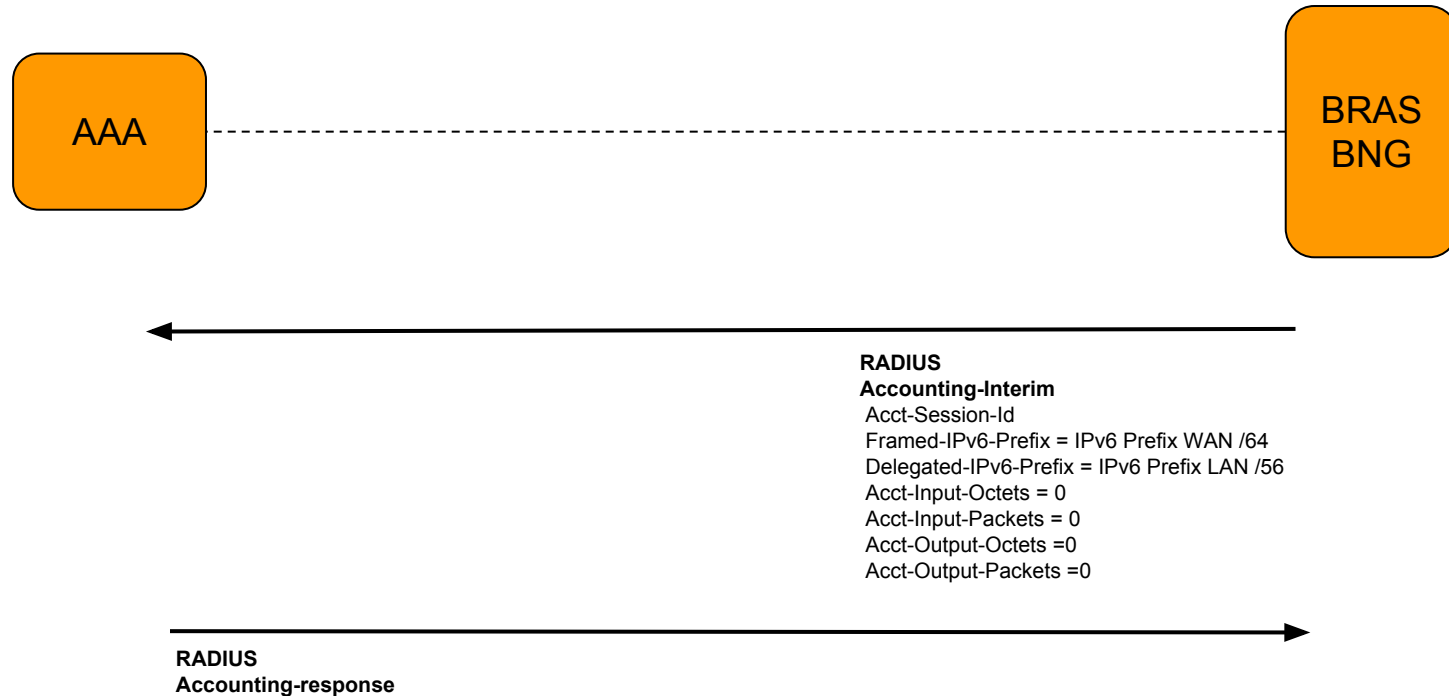 AAA
BRAS
BNG
RADIUS
Accounting-Interim
Acct-Session-Id
Framed-IPv6-Prefix = IPv6 Prefix WAN /64
Delegated-IPv6-Prefix = IPv6 Prefix LAN /56
Acct-Input-Octets = 0
Acct-Input-Packets = 0
Acct-Output-Octets =0
Acct-Output-Packets =0
RADIUS
Accounting-response